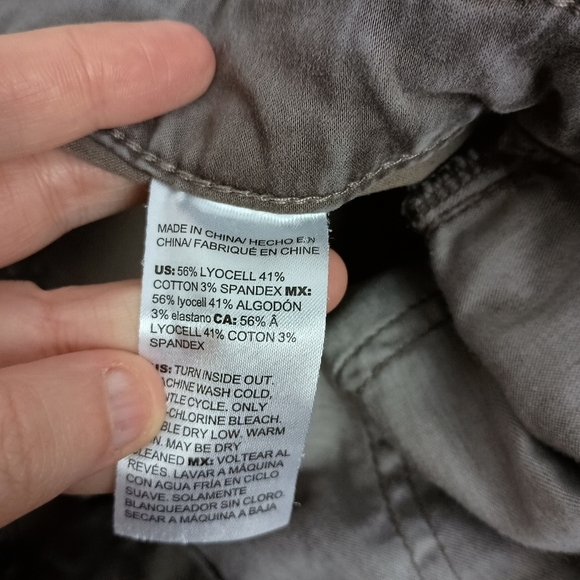 MADE IN CHINA/ HECHO EN
CHINA/ FABRIQUÉ EN CHINE
US: 56% LYOCELL 41%
COTTON 3% SPANDEX MX:
56% lyocell 41% ALGODÓN
3% elastano CA: 56% Â
LYOCELL 41% COTON 3%
SPANDEX
US: TURN INSIDE OUT.
WASH COLD,
CYCLE. ONLY
-CHLORINE BLEACH.
DRY LOW. WARM
MAY BE DRY
CLEANED MX: VOLTEAR AL
REVÉS. LAVAR A MÁQUINA
CON AGUA FRÍA EN CICLO
SUAVE. SOLAMENTE
BLANQUEADOR SIN CLORO.
SECAR A MÁQUINA A BAJA